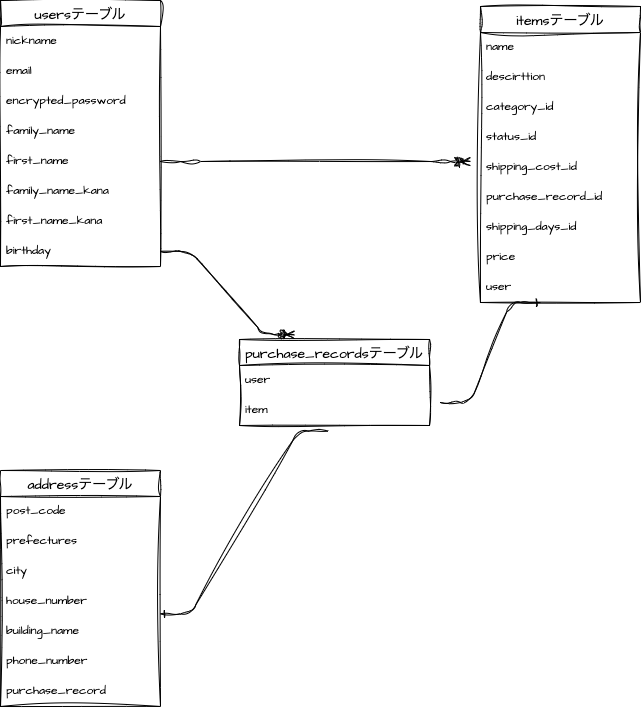 usersテーブル
nickname
email
encrypted_password
family_name
first_name
family_name_kana
first_name_kana
birthday
itemsテーブル
name
descirttion
category_id
status_id
shipping_cost_id
purchase_record_id
shipping_days_id
price
user
purchase_recordsテーブル
user
item
addressテーブル
post_code
prefectures
city
house_number
building_name
phone_number
purchase_record